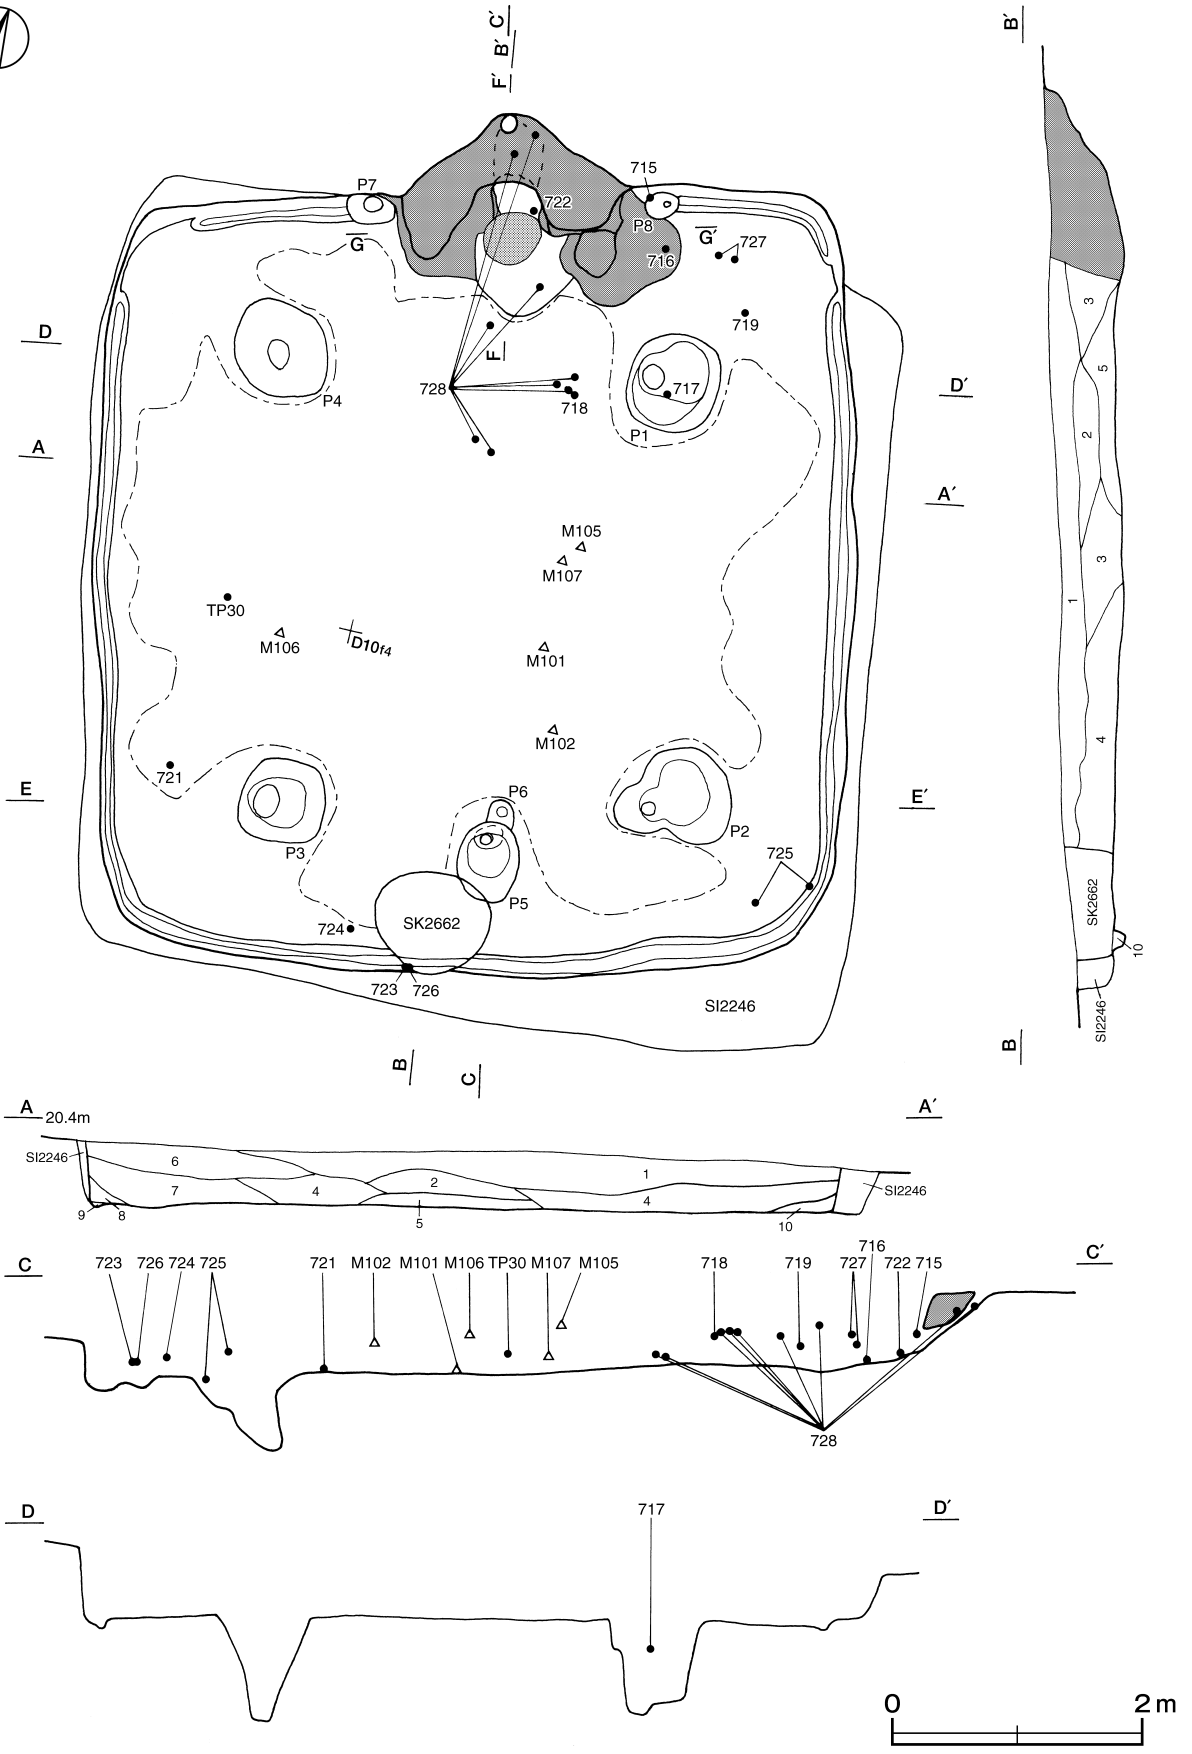 C′
B′
F′
B′
P7
715
722
P8
G
G′
727
716
3
D
719
F
5
728
717
D′
718
P4
P1
2
A
A′
M105
M107
3
TP30
1
M106
D10f4
M101
M102
4
721
E
P6
E′
P2
P3
725
P5
SK2662
SK2662
724
10
723 726
SI2246
SI2246
B
B
C
A 20.4m
A′
SI2246
6
1
7
4
2
4
SI2246
9
8
5
10
C
723 726 724 725
721 M102 M101 M106 TP30 M107 M105
718 719 727 716 722 715
C′
728
D
717
D′
0 2m